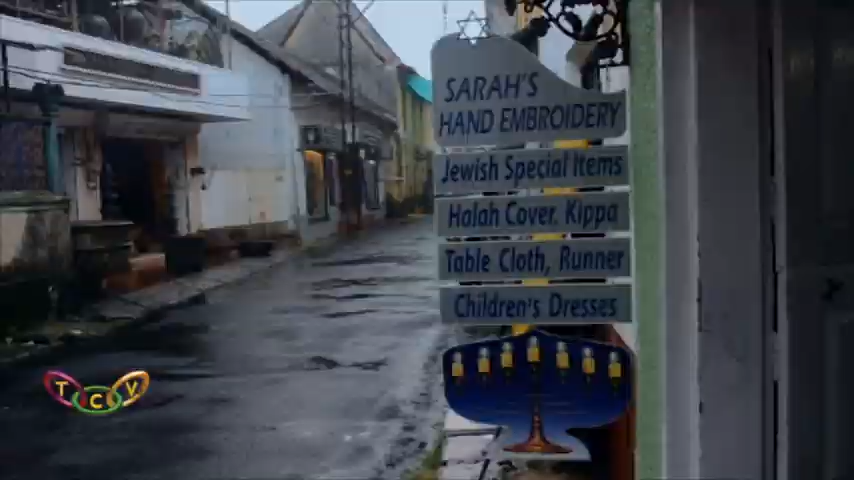 SARAH'S
HAND EMBROIDERY
Jewish Special Items
Halah Cover, Kippa
Table Cloth, Runner
Children's Dresses
TCV